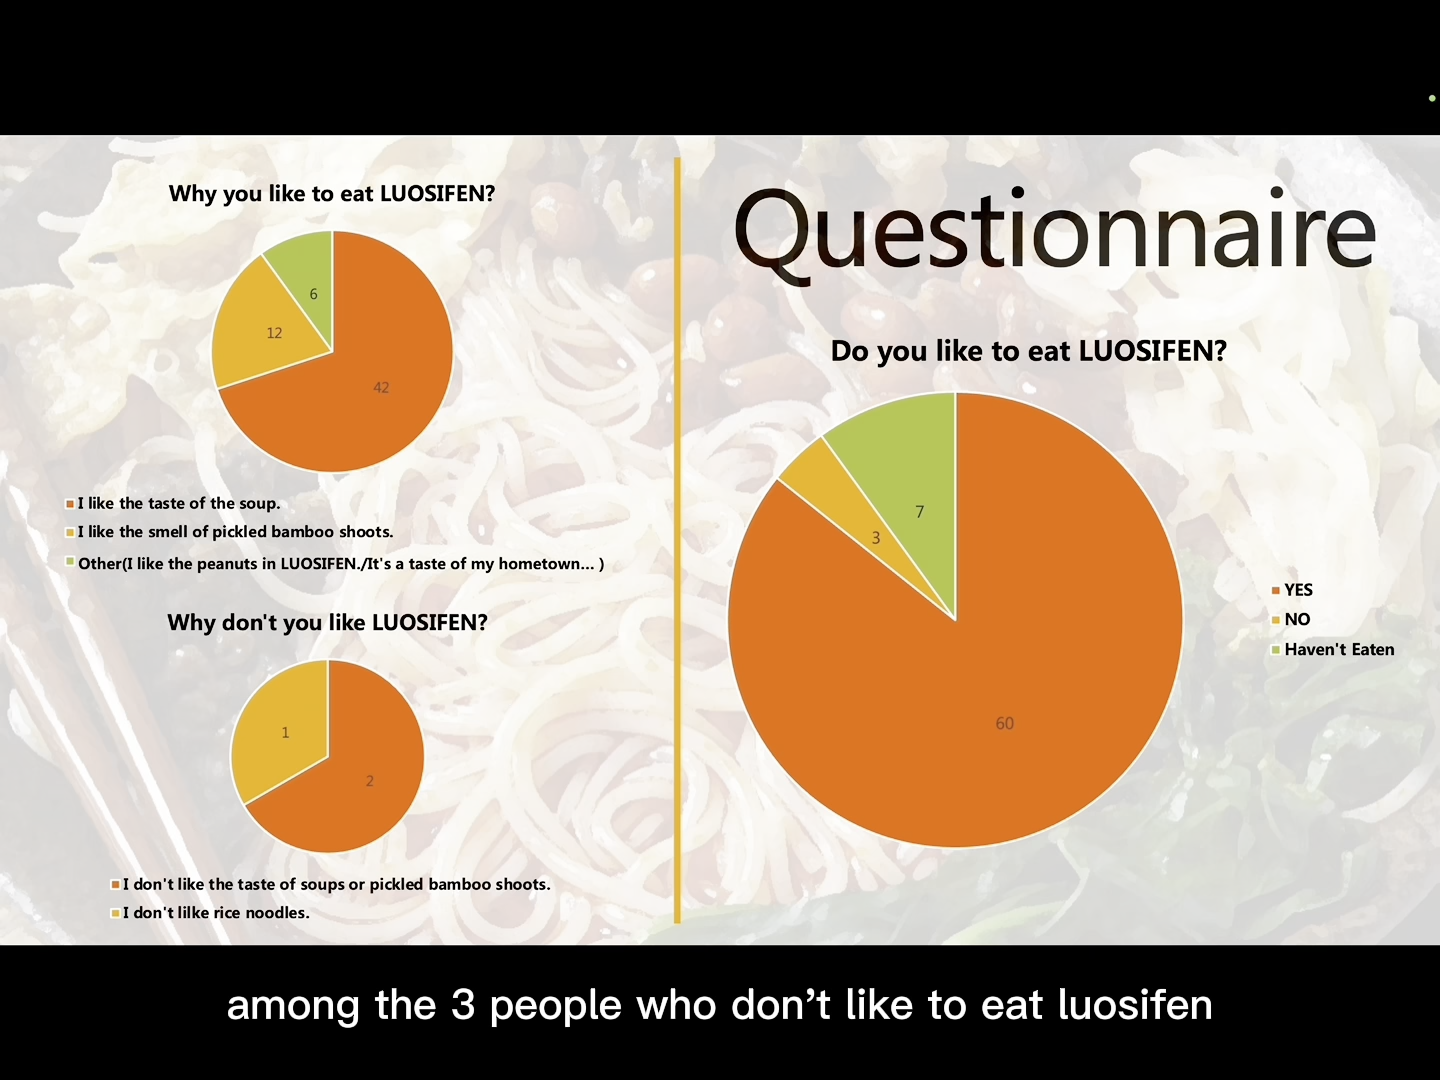 Why you like to eat LUOSIFEN?
6
12
42
I like the taste of the soup.
I like the smell of pickled bamboo shoots.
Other(I like the peanuts in LUOSIFEN./It's a taste of my hometown... )
Why don't you like LUOSIFEN?
1
2
I don't like the taste of soups or pickled bamboo shoots.
I don't lilke rice noodles.
Questionnaire
Do you like to eat LUOSIFEN?
7
3
60
YES
NO
Haven't Eaten
among the 3 people who don’t like to eat luosifen